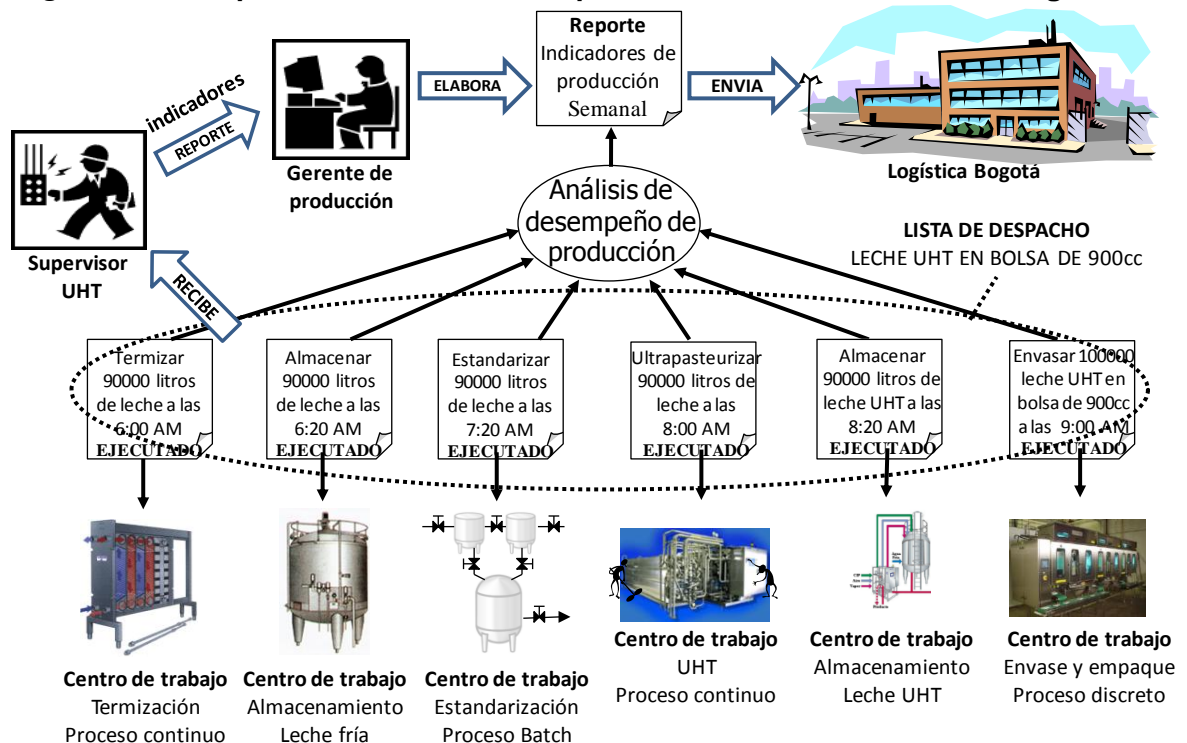 Reporte
Indicadores de
producción
Semanal
indicadores
REPORTE
ELABORA
ENVIA
Gerente de
producción
Logística Bogotá
Supervisor
UHT
RECIBE
Análisis de
desempeño de
producción
LISTA DE DESPACHO
LECHE UHT EN BOLSA DE 900cc
Termizar
90000 litros
de leche a las
6:00 AM
EJECUTADO
Almacenar
90000 litros
de leche a las
6:20 AM
EJECUTADO
Estandarizar
90000 litros
de leche a las
7:20 AM
EJECUTADO
Ultrapasteurizar
90000 litros de
leche a las
8:00 AM
EJECUTADO
Almacenar
90000 litros de
leche UHT a las
8:20 AM
EJECUTADO
Envasar 100000
leche UHT en
bolsa de 900cc
a las 9:00 AM
EJECUTADO
Centro de trabajo
Termización
Proceso continuo
Centro de trabajo
Almacenamiento
Leche fría
Centro de trabajo
Estandarización
Proceso Batch
Centro de trabajo
UHT
Proceso continuo
Centro de trabajo
Almacenamiento
Leche UHT
Centro de trabajo
Envase y empaque
Proceso discreto